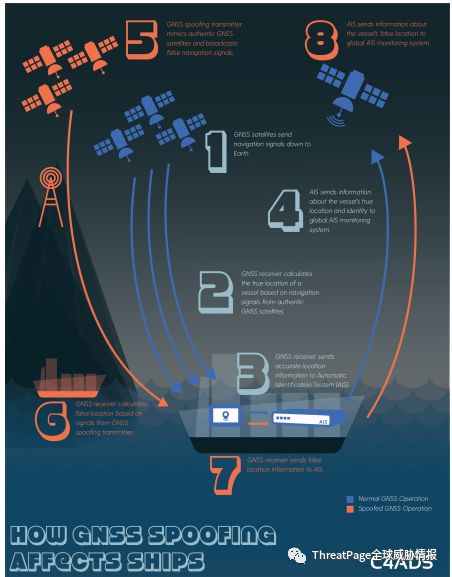 5
GNSS spoofing transmitter
mimics authentic GNSS
satellites and broadcasts
false navigation signals.
8
AIS sends information about
the vessel's false location to
global AIS monitoring system.
1
GNSS satellites send
navigation signals down to
Earth.
4
AIS sends information
about the vessel's true
location and identity to
global AIS monitoring
system.
2
GNSS receiver calculates
the true location of a
vessel based on navigation
signals from authentic
GNSS satellites.
3
GNSS receiver sends
accurate location
information to Automatic
Identification System (AIS).
6
GNSS receiver calculates
false location based on
signals from GNSS
spoofing transmitter.
AIS
7
GNSS receiver sends false
location information to AIS.
Normal GNSS Operation
Spoofed GNSS Operation
HOW GNSS SPOOFING
AFFECTS SHIPS
C4ADS
ThreatPage全球威胁情报